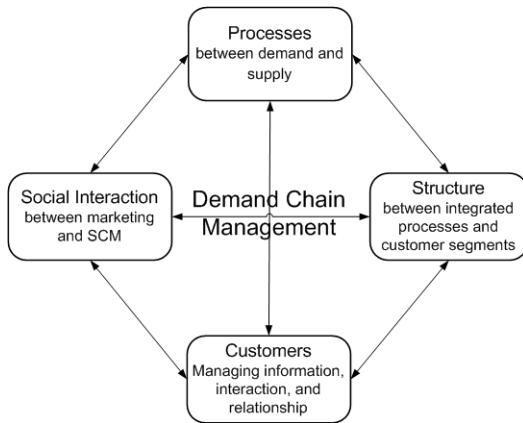 Processes
between demand and
supply
Social Interaction
between marketing
and SCM
Demand Chain
Management
Structure
between integrated
processes and
customer segments
Customers
Managing information,
interaction, and
relationship